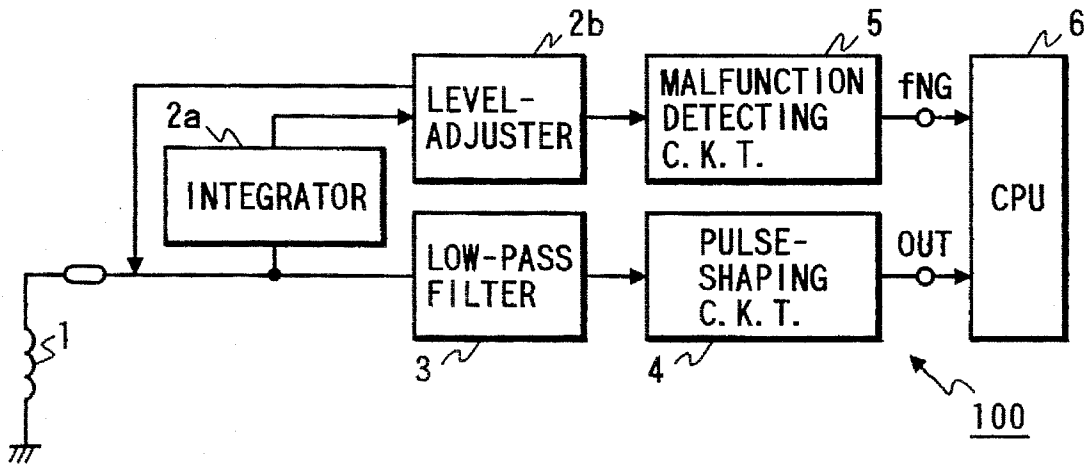 2b
5
6
2a
LEVEL-
ADJUSTER
MALFUNCTION
DETECTING
C. K. T.
fNG
CPU
INTEGRATOR
LOW-PASS
FILTER
PULSE-
SHAPING
C. K. T.
OUT
1
3
4
100